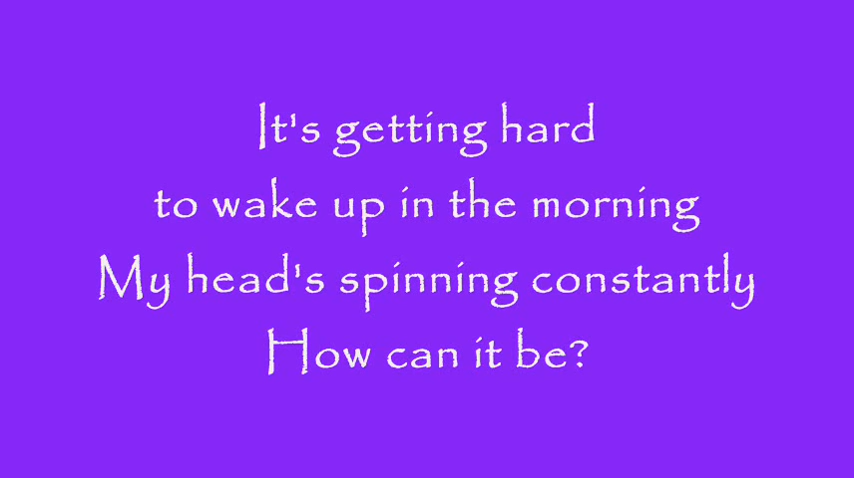 It's getting hard
to wake up in the morning
My head's spinning constantly
How can it be?